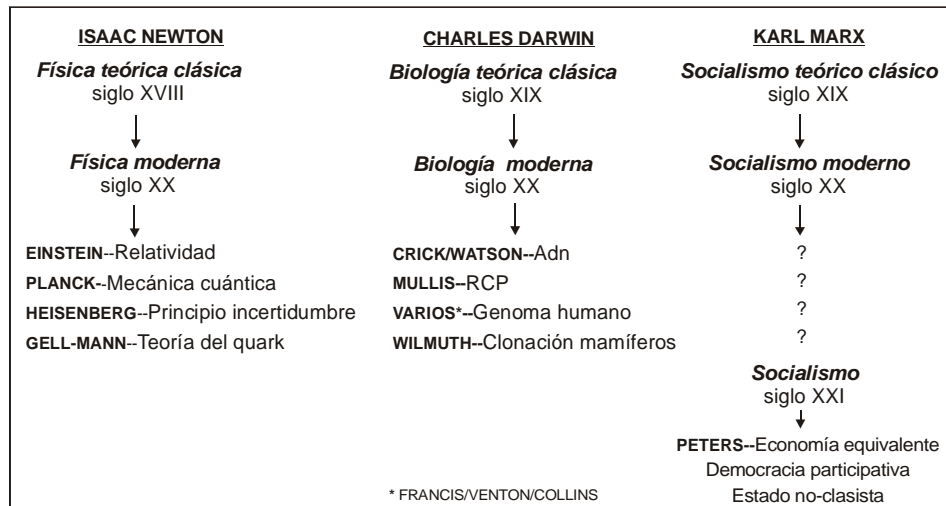 ISAAC NEWTON
Física teórica clásica
siglo XVIII
Física moderna
siglo XX
EINSTEIN--Relatividad
PLANCK--Mecánica cuántica
HEISENBERG--Principio incertidumbre
GELL-MANN--Teoría del quark
CHARLES DARWIN
Biología teórica clásica
siglo XIX
Biología moderna
siglo XX
CRICK/WATSON--Adn
MULLIS--RCP
VARIOS*--Genoma humano
WILMUTH--Clonación mamíferos
* FRANCIS/VENTON/COLLINS
KARL MARX
Socialismo teórico clásico
siglo XIX
Socialismo moderno
siglo XX
?
?
?
?
Socialismo
siglo XXI
PETERS--Economía equivalente
Democracia participativa
Estado no-clasista